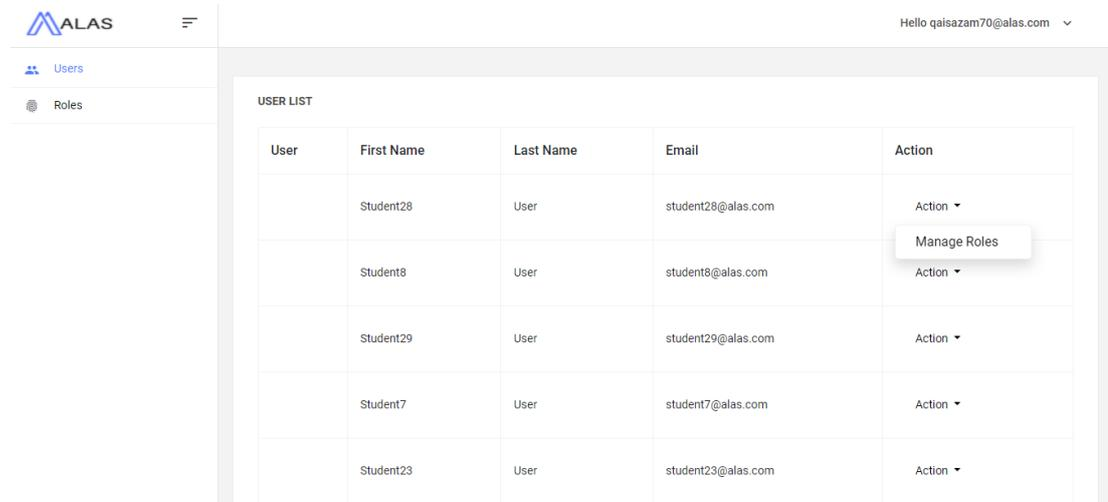 ALAS
Hello qaisazam70@alas.com
Users
Roles
USER LIST
User First Name Last Name Email Action
Student28 User student28@alas.com Action
Manage Roles
Student8 User student8@alas.com Action
Student29 User student29@alas.com Action
Student7 User student7@alas.com Action
Student23 User student23@alas.com Action